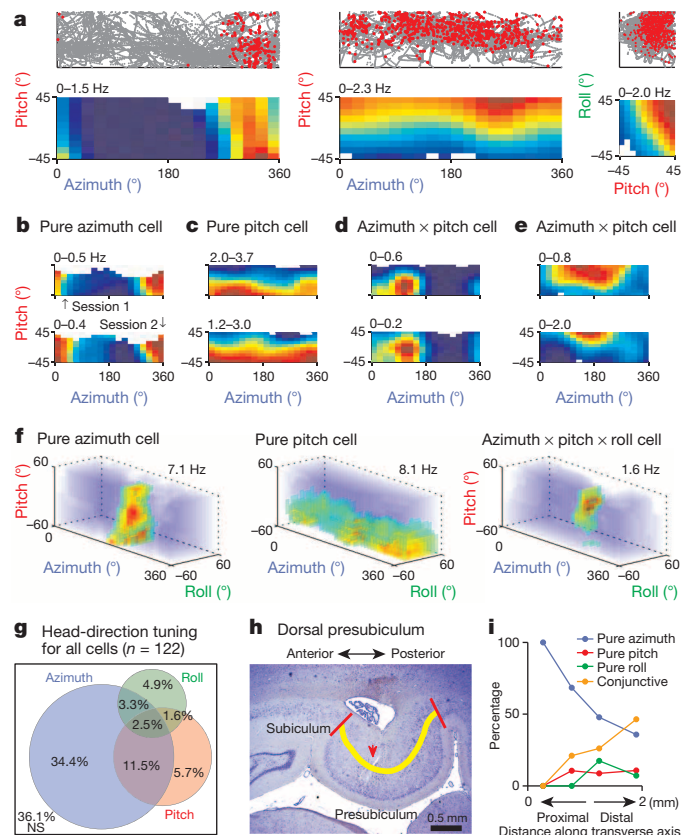 a
0–1.5 Hz
0–2.3 Hz
0–2.0 Hz
Pitch (°)
45
–45
0
180
360
Azimuth (°)
0
180
360
Azimuth (°)
Roll (°)
45
–45
–45
45
Pitch (°)
b Pure azimuth cell
c Pure pitch cell
d Azimuth × pitch cell
e Azimuth × pitch cell
0–0.5 Hz
2.0–3.7
0–0.6
0–0.8
↑ Session 1
Pitch (°)
0–0.4 Session 2↓
1.2–3.0
0–0.2
0–2.0
45
–45
45
–45
45
–45
45
–45
0 360
0 360
0 360
0 360
Azimuth (°)
Azimuth (°)
Azimuth (°)
Azimuth (°)
f Pure azimuth cell
Pure pitch cell
Azimuth × pitch × roll cell
7.1 Hz
8.1 Hz
1.6 Hz
Pitch (°)
60
–60
0
Azimuth (°)
360
–60
60
Roll (°)
Pitch (°)
60
–60
0
Azimuth (°)
360
–60
60
Roll (°)
Pitch (°)
60
–60
0
Azimuth (°)
360
–60
60
Roll (°)
g Head-direction tuning
for all cells (n = 122)
Azimuth
Roll
4.9%
3.3%
1.6%
2.5%
34.4%
11.5%
5.7%
36.1%
NS
Pitch
h Dorsal presubiculum
Anterior ↔ Posterior
Subiculum
Presubiculum
0.5 mm
i
Pure azimuth
Pure pitch
Pure roll
Conjunctive
Percentage
100
50
0
0 2 (mm)
Proximal Distal
Distance along transverse axis